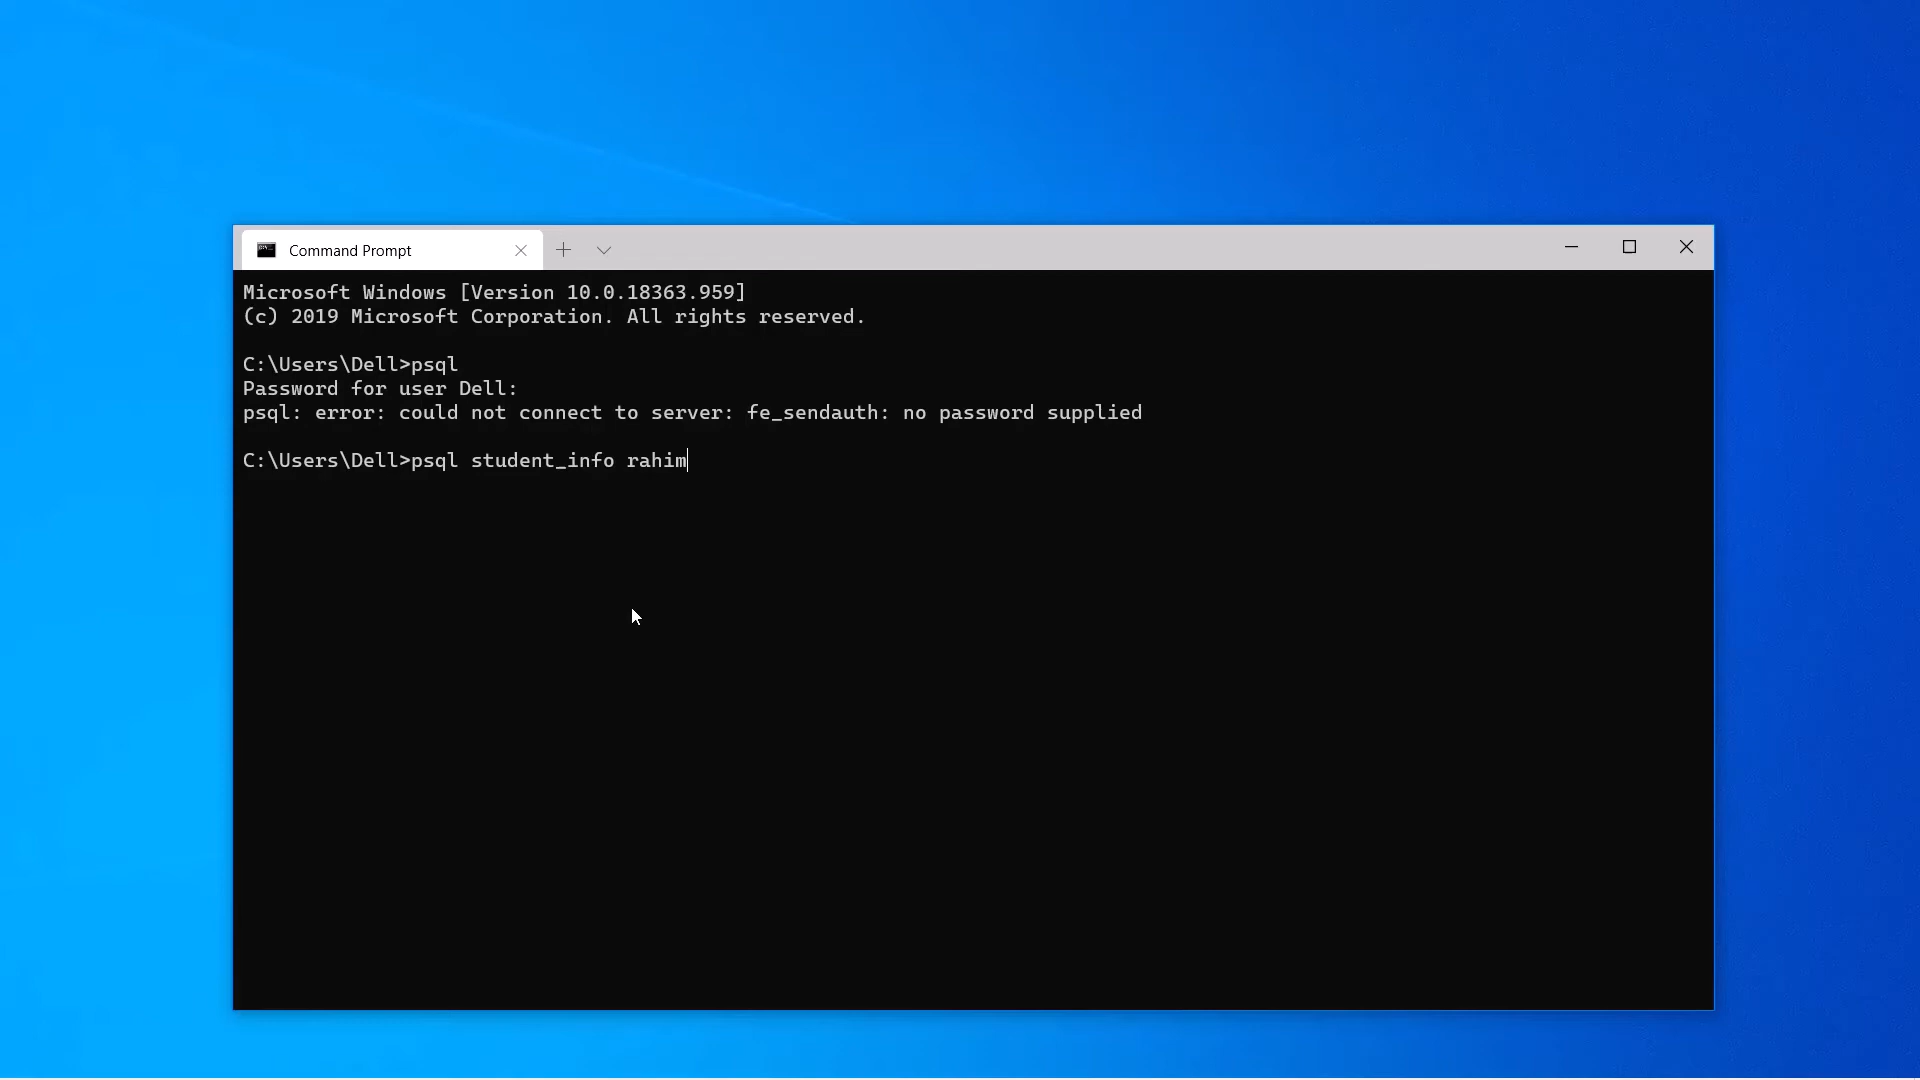 Command Prompt
Microsoft Windows [Version 10.0.18363.959]
(c) 2019 Microsoft Corporation. All rights reserved.
C:\Users\Dell>psql
Password for user Dell:
psql: error: could not connect to server: fe_sendauth: no password supplied
C:\Users\Dell>psql student_info rahim